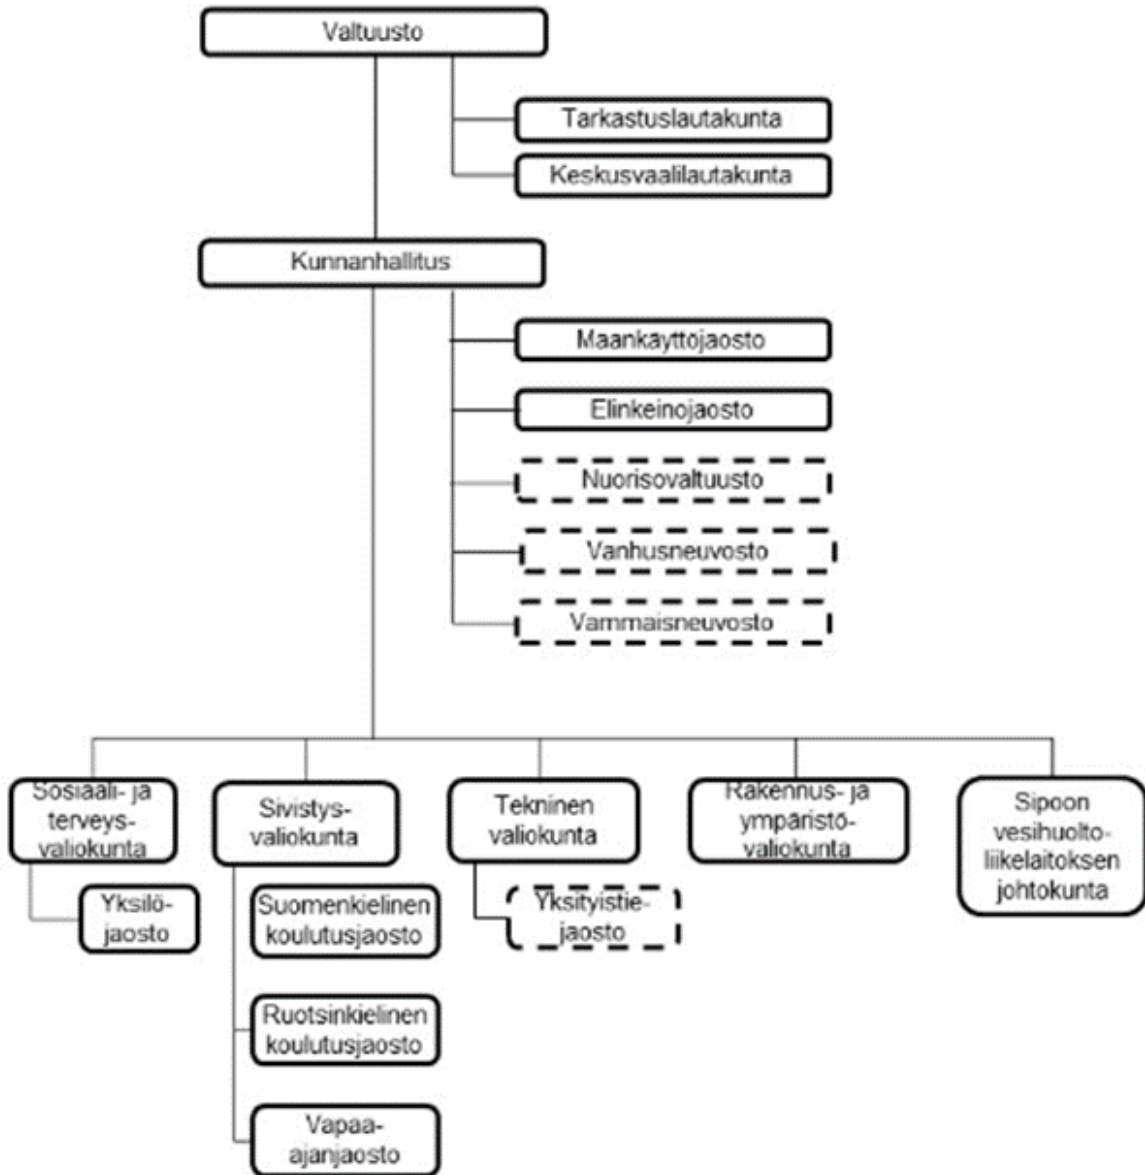 Valtuusto
Tarkastuslautakunta
Keskusvaalilautakunta
Kunnanhallitus
Maankäyttöjaosto
Elinkeinojaosto
Nuorisovaltuusto
Vanhusneuvosto
Vammaisneuvosto
Sosiaali- ja
terveys-
valiokunta
Yksilö-
jaosto
Sivistys-
valiokunta
Suomenkielinen
koulutusjaosto
Ruotsinkielinen
koulutusjaosto
Vapaa-
ajanjaosto
Tekninen
valiokunta
Yksityistie-
jaosto
Rakennus- ja
ympäristö-
valiokunta
Sipoon
vesihuolto-
liikelaitoksen
johtokunta